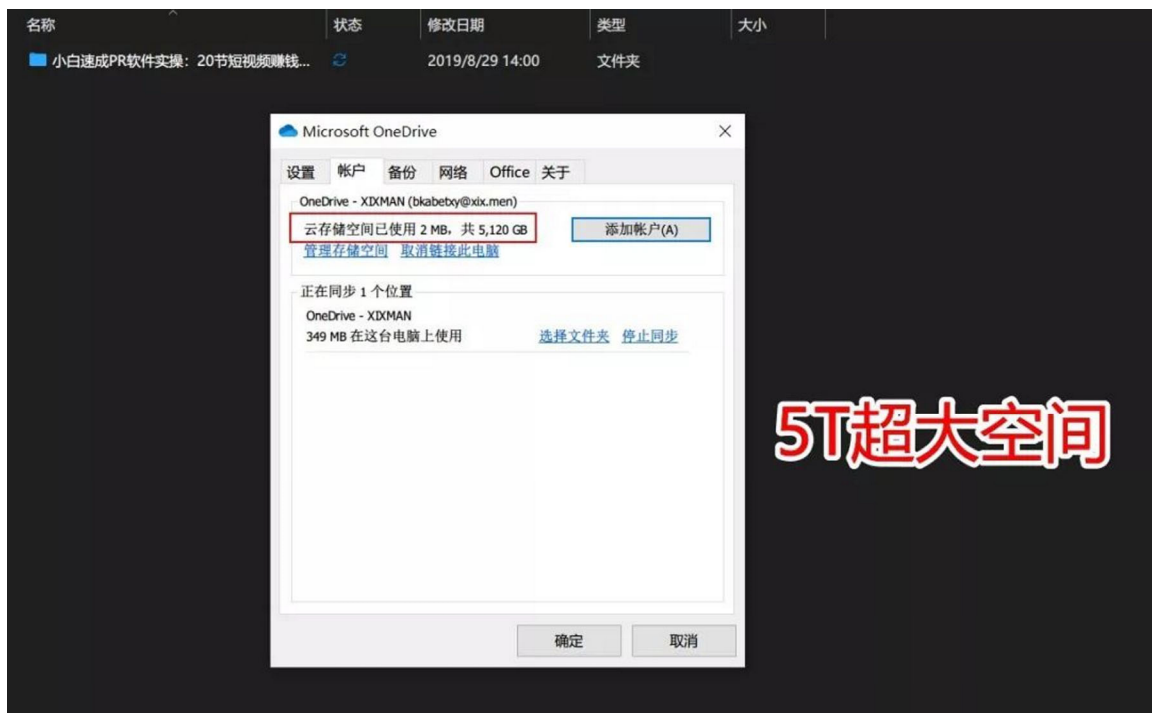 名称 状态 修改日期 类型 大小
小白速成PR软件实操：20节短视频赚钱... 2019/8/29 14:00 文件夹
Microsoft OneDrive
设置 帐户 备份 网络 Office 关于
OneDrive - XIXMAN (bkabetxy@xix.men)
云存储空间已使用 2 MB，共 5,120 GB 添加帐户(A)
管理存储空间 取消链接此电脑
正在同步 1 个位置
OneDrive - XIXMAN
349 MB 在这台电脑上使用 选择文件夹 停止同步
5T超大空间
确定 取消